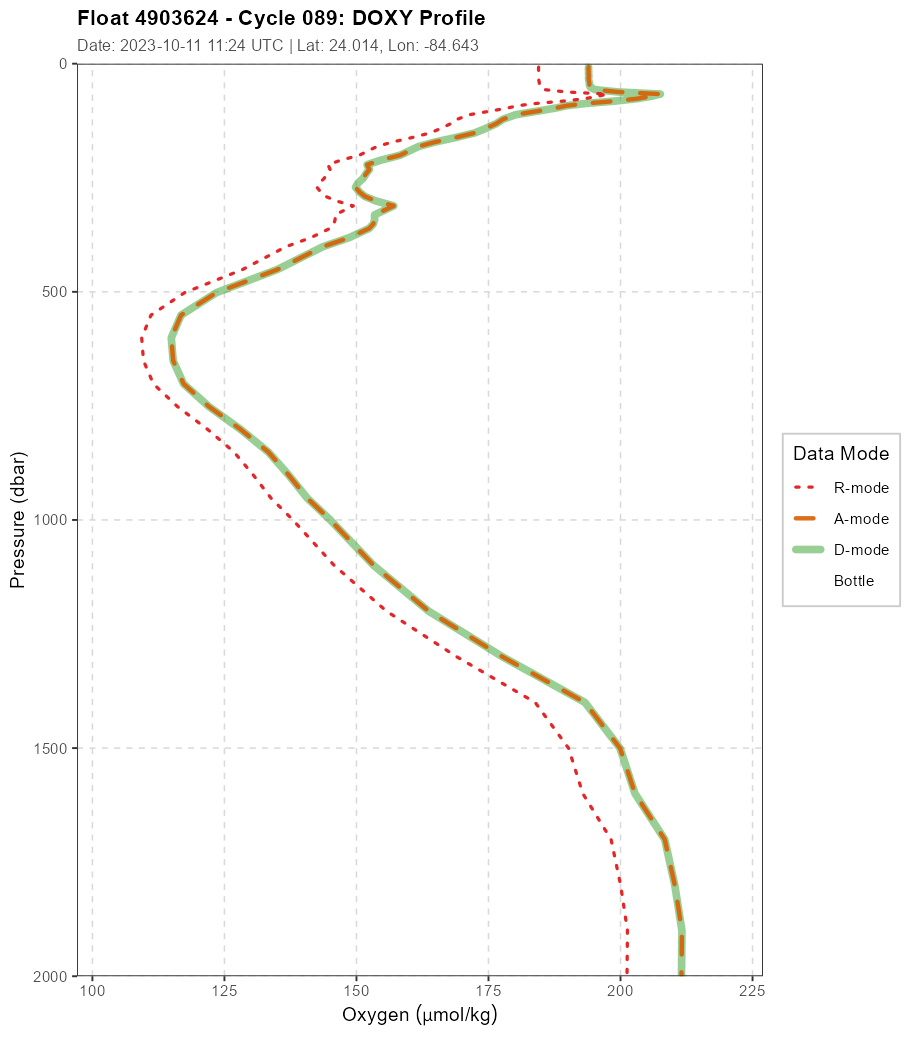 Float 4903624 - Cycle 089: DOXY Profile
Date: 2023-10-11 11:24 UTC | Lat: 24.014, Lon: -84.643
0
500
1000
1500
2000
Pressure (dbar)
100 125 150 175 200 225
Oxygen (μmol/kg)
Data Mode
R-mode
A-mode
D-mode
Bottle